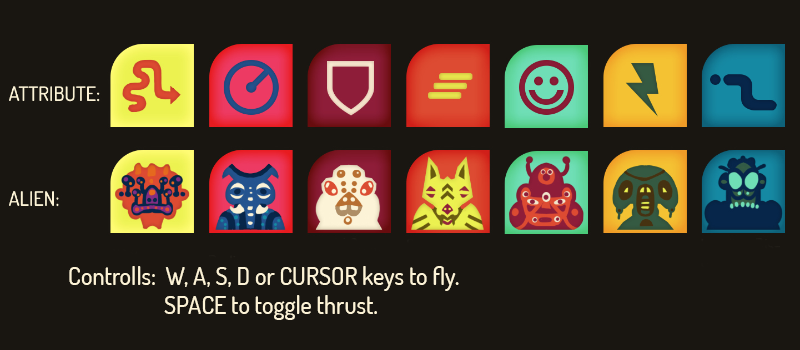 ATTRIBUTE:
ALIEN:
Controlls: W, A, S, D or CURSOR keys to fly.
SPACE to toggle thrust.